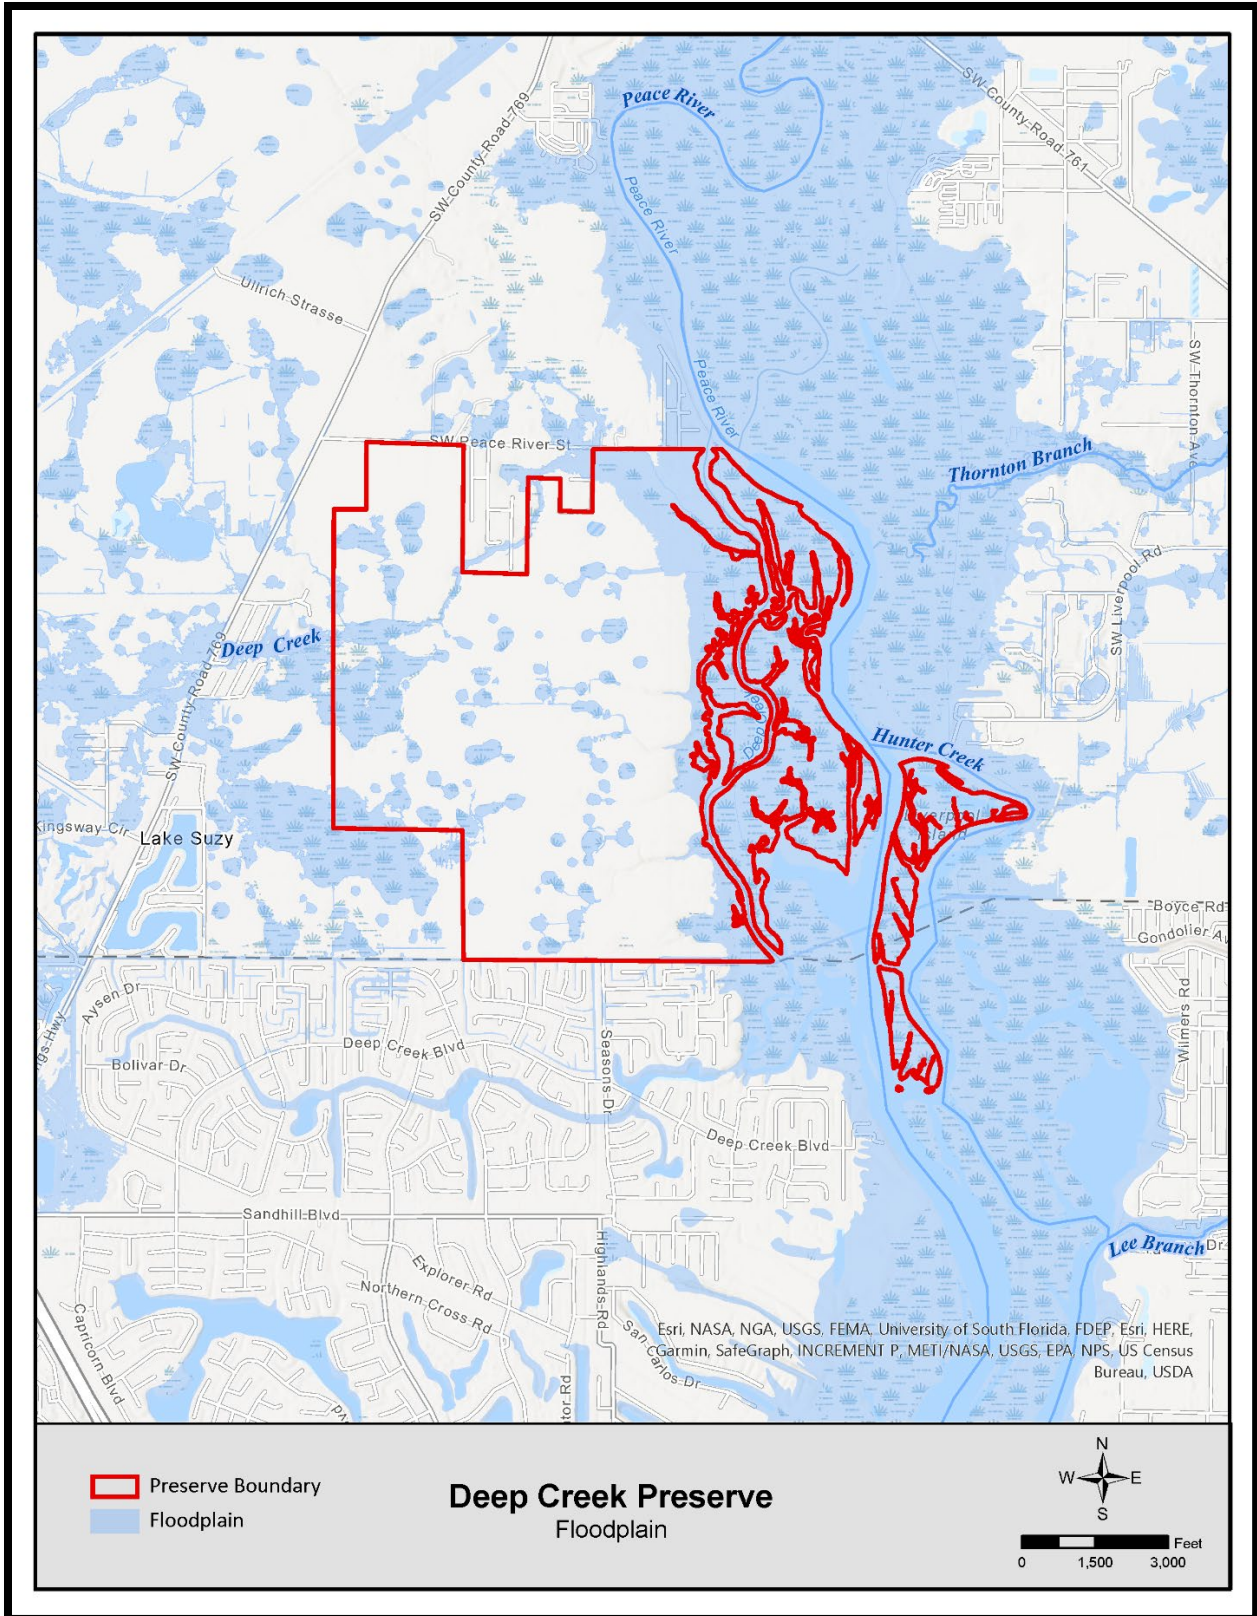 Peace River
SW-County-Road-769
SW-County-Road-761
Peace River
Ullrich-Strasse
SW-Thornton-Ave
Peace River
SW-Peace River-St
Thornton Branch
SW-Liverpool-Rd
Deep Creek
SW-County-Road-769
Hunter Creek
Kingsway-Cir
Lake Suzy
Liverpool
Island
Boyce-Rd
Gondolier-Av
Aysen-Dr
Wilmers-Rd
Deep-Creek-Blvd
Bolivar-Dr
Seasons-Dr
Deep-Creek-Blvd
Sandhill-Blvd
Lee Branch
Dr
Explorer-Rd
Northern-Cross-Rd
Highlands-Rd
San-Carlos-Dr
Capricorn-Blvd
Esri, NASA, NGA, USGS, FEMA, University of South Florida, FDEP, Esri, HERE,
Garmin, SafeGraph, INCREMENT P, METI/NASA, USGS, EPA, NPS, US Census
Bureau, USDA
Preserve Boundary
Floodplain
Deep Creek Preserve
Floodplain
N
W
E
S
Feet
0
1,500
3,000